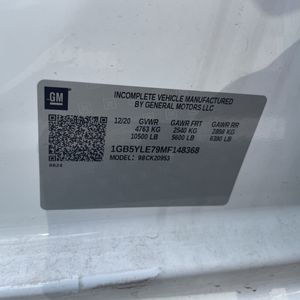 GM
INCOMPLETE VEHICLE MANUFACTURED
BY GENERAL MOTORS LLC
12/20 GVWR GAWR FRT GAWR RR
4763 KG 2540 KG 2898 KG
10500 LB 5600 LB 6390 LB
1GB5YLE79MF148368
MODEL: 98CK20953